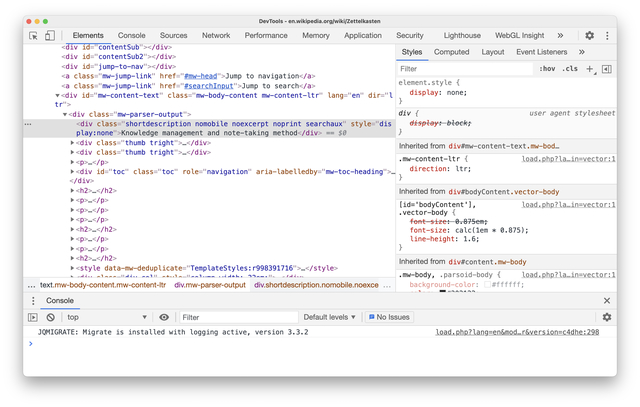 DevTools - en.wikipedia.org/wiki/Zettelkasten
Elements Console Sources Network Performance Memory Application Security Lighthouse WebGL Insight »
<div id="contentSub"></div>
<div id="contentSub2"></div>
<div id="jump-to-nav"></div>
<a class="mw-jump-link" href="#mw-head">Jump to navigation</a>
<a class="mw-jump-link" href="#searchInput">Jump to search</a>
▼<div id="mw-content-text" class="mw-body-content mw-content-ltr" lang="en" dir="l
tr">
▼<div class="mw-parser-output">
… <div class="shortdescription nomobile noexcerpt noprint searchaux" style="dis
play:none">Knowledge management and note-taking method</div> == $0
▶<div class="thumb tright">…</div>
▶<div class="thumb tright">…</div>
▶<p>…</p>
▶<div id="toc" class="toc" role="navigation" aria-labelledby="mw-toc-heading">…
</div>
▶<h2>…</h2>
▶<p>…</p>
▶<p>…</p>
▶<p>…</p>
▶<h2>…</h2>
▶<p>…</p>
▶<h2>…</h2>
▶<style data-mw-deduplicate="TemplateStyles:r998391716">…</style>
… text.mw-body-content.mw-content-ltr div.mw-parser-output div.shortdescription.nomobile.noexce …
Styles Computed Layout Event Listeners »
Filter :hov .cls +
element.style {
display: none;
}
div { user agent stylesheet
display: block;
}
Inherited from div#mw-content-text.mw-bod…
.mw-content-ltr { load.php?la…in=vector:1
direction: ltr;
}
Inherited from div#bodyContent.vector-body
[id="bodyContent"], load.php?la…in=vector:1
.vector-body {
font-size: 0.875em;
font-size: calc(1em * 0.875);
line-height: 1.6;
}
Inherited from div#content.mw-body
.mw-body, .parsoid-body { load.php?la…in=vector:1
background-color: #ffffff;
Console
top Filter Default levels No Issues
JQMIGRATE: Migrate is installed with logging active, version 3.3.2 load.php?lang=en&mod…r&version=c4dhe:298